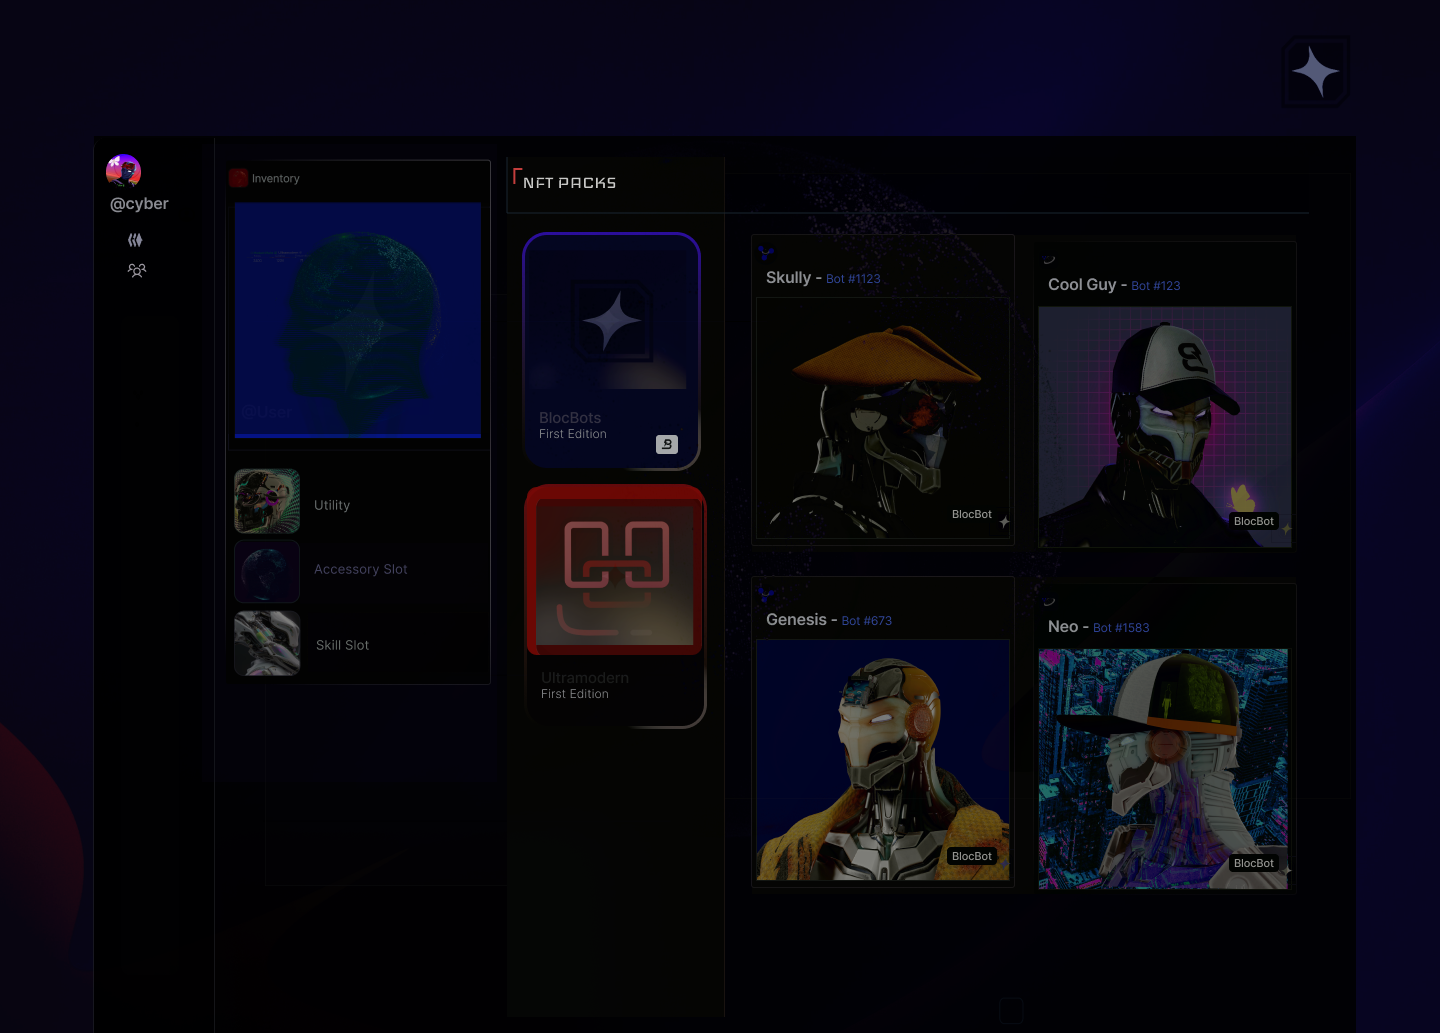 @cyber
Inventory
@User
Utility
Accessory Slot
Skill Slot
NFT PACKS
BlocBots
First Edition
B
Ultramodern
First Edition
Skully - Bot #1123
BlocBot
Cool Guy - Bot #123
BlocBot
Genesis - Bot #673
BlocBot
Neo - Bot #1583
BlocBot